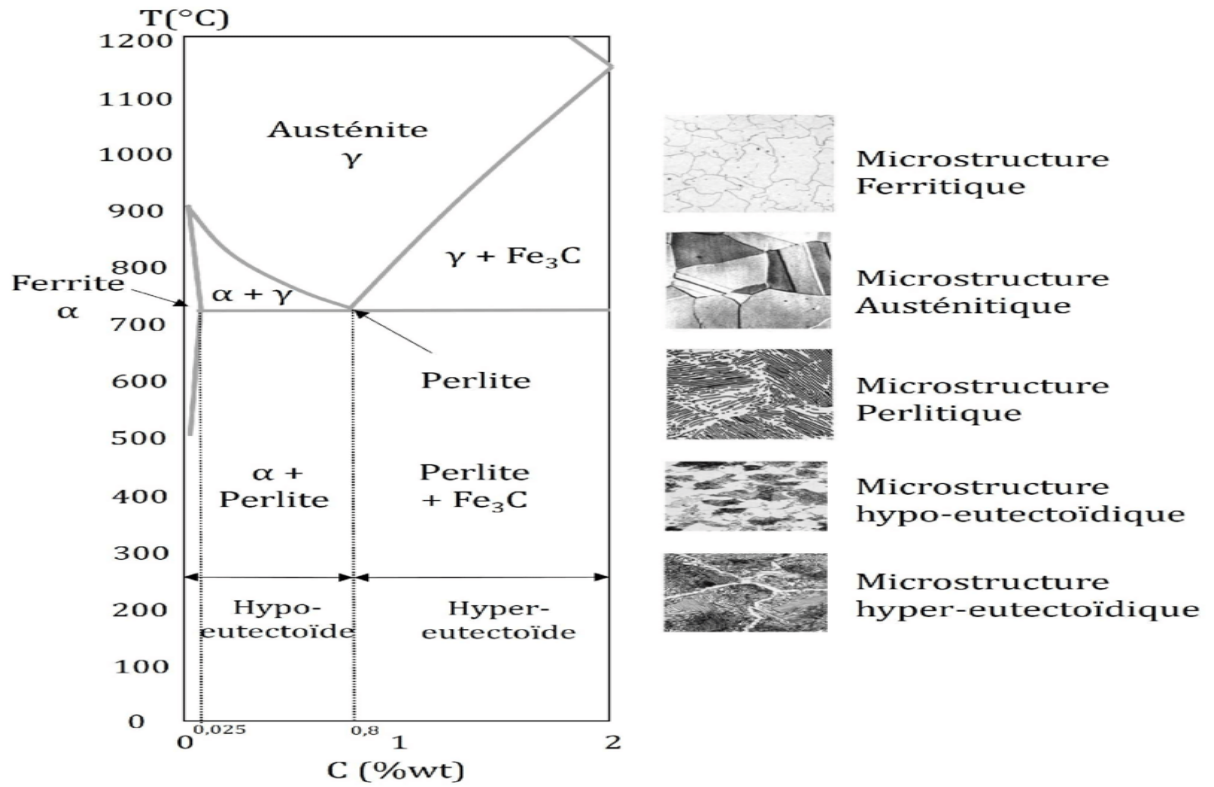 T(°C)
1200
1100
1000
900
800
700
600
500
400
300
200
100
0
Austénite
γ
γ + Fe₃C
Ferrite
α
α + γ
Perlite
α +
Perlite
Perlite
+ Fe₃C
Hypo-
eutectoïde
Hyper-
eutectoïde
0,025
0,8
0
1
2
C (%wt)
Microstructure
Ferritique
Microstructure
Austénitique
Microstructure
Perlitique
Microstructure
hypo-eutectoïdique
Microstructure
hyper-eutectoïdique